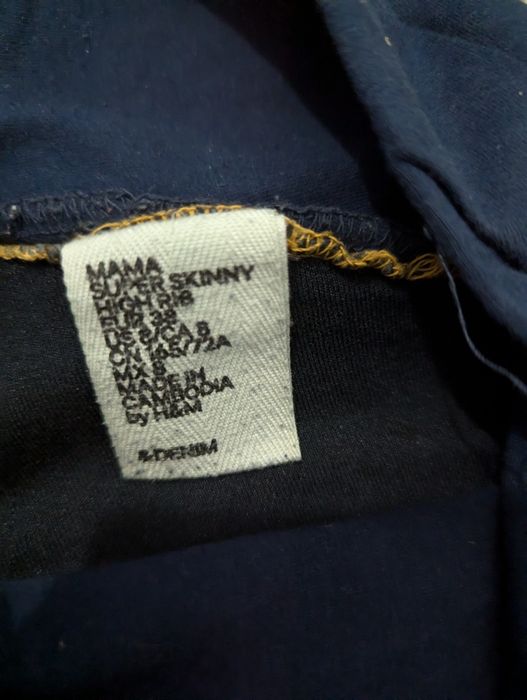 MAMA
SUPER SKINNY
HIGH RIB
EUR 38
US 8/CA 8
CN 165/72A
MX 8
MADE IN
CAMBODIA
by H&M
&DENIM